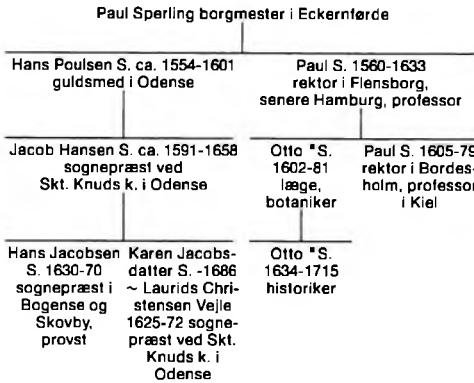 Paul Sperling borgmester i Eckernførde
Hans Poulsen S. ca. 1554-1601
guldsmed i Odense
Paul S. 1560-1633
rektor i Flensborg,
senere Hamburg, professor
Jacob Hansen S. ca. 1591-1658
sognepræst ved
Skt. Knuds k. i Odense
Otto *S.
1602-81
læge,
botaniker
Paul S. 1605-79
rektor i Bordes-
holm, professor
i Kiel
Hans Jacobsen
S. 1630-70
sognepræst i
Bogense og
Skovby,
provst
Karen Jacobs-
datter S. -1686
~ Laurids Chri-
stensen Vejle
1625-72 sogne-
præst ved Skt.
Knuds k. i
Odense
Otto *S.
1634-1715
historiker